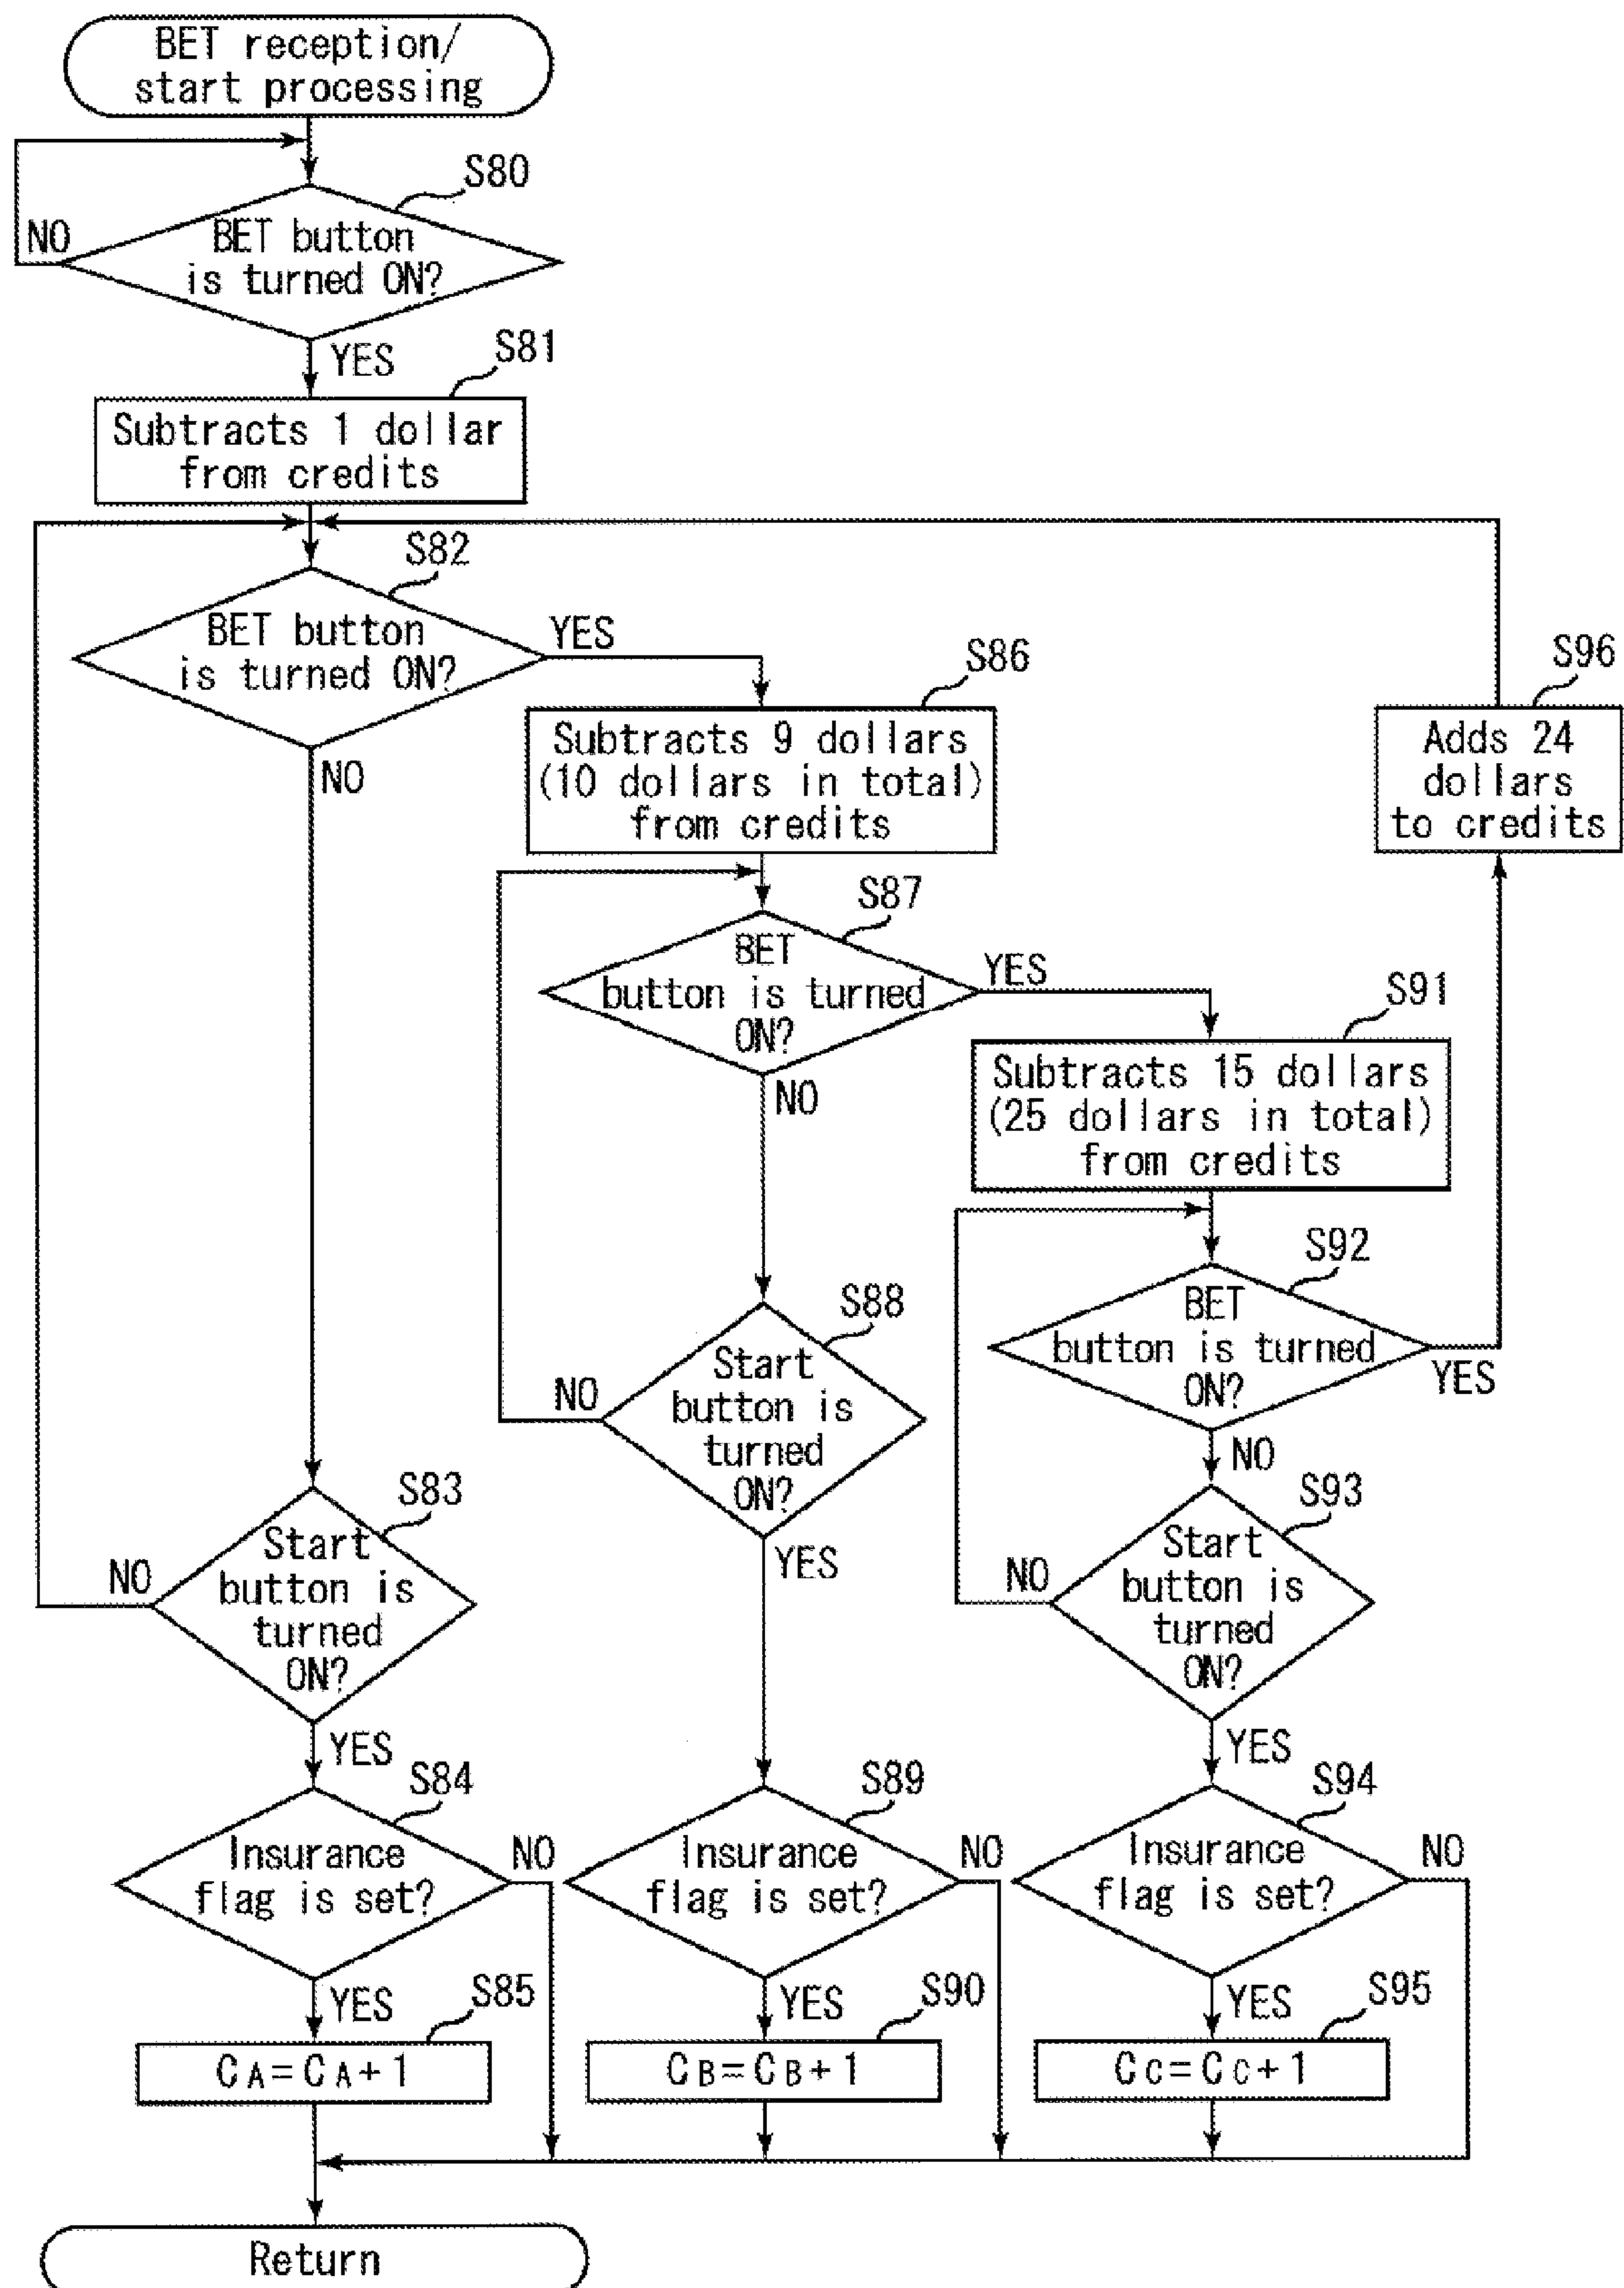 BET reception/
start processing
S80
BET button
is turned ON?
NO
YES
S81
Subtracts 1 dollar
from credits
S82
BET button
is turned ON?
YES
NO
S86
Subtracts 9 dollars
(10 dollars in total)
from credits
S96
Adds 24
dollars
to credits
S87
BET
button is turned
ON?
YES
NO
S91
Subtracts 15 dollars
(25 dollars in total)
from credits
S92
BET
button is turned
ON?
YES
NO
S88
Start
button is
turned
ON?
NO
YES
S83
Start
button is
turned
ON?
NO
YES
S93
Start
button is
turned
ON?
NO
YES
S84
Insurance
flag is set?
NO
YES
S89
Insurance
flag is set?
NO
YES
S94
Insurance
flag is set?
NO
YES
S85
CA=CA+1
S90
CB=CB+1
S95
CC=CC+1
Return